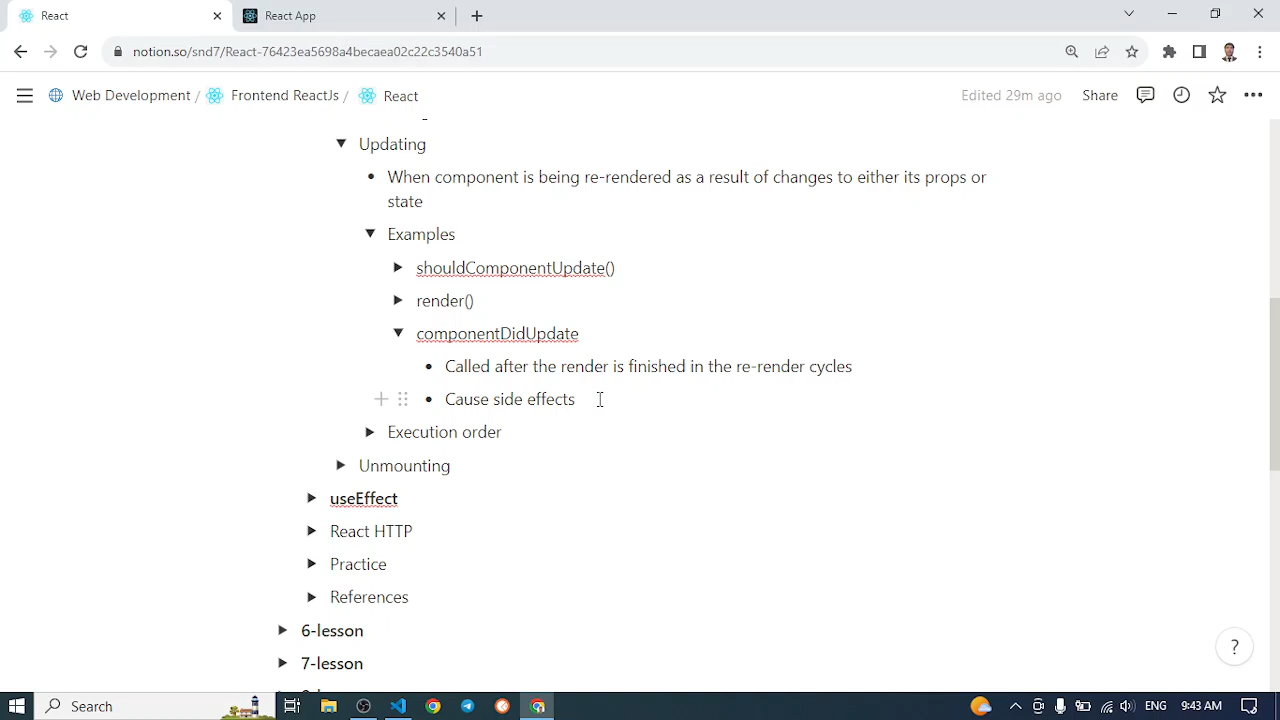 React
React App
notion.so/snd7/React-76423ea5698a4becaea02c22c3540a51
Web Development / Frontend ReactJs / React
Edited 29m ago Share
Updating
When component is being re-rendered as a result of changes to either its props or
state
Examples
shouldComponentUpdate()
render()
componentDidUpdate
Called after the render is finished in the re-render cycles
Cause side effects
Execution order
Unmounting
useEffect
React HTTP
Practice
References
6-lesson
7-lesson
?
Search
ENG 9:43 AM